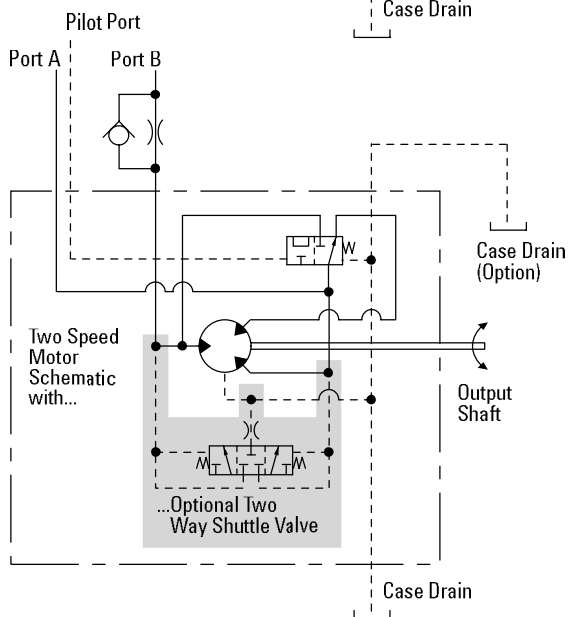 Case Drain
Pilot Port
Port A
Port B
Case Drain
(Option)
Two Speed
Motor
Schematic
with...
Output
Shaft
...Optional Two
Way Shuttle Valve
Case Drain